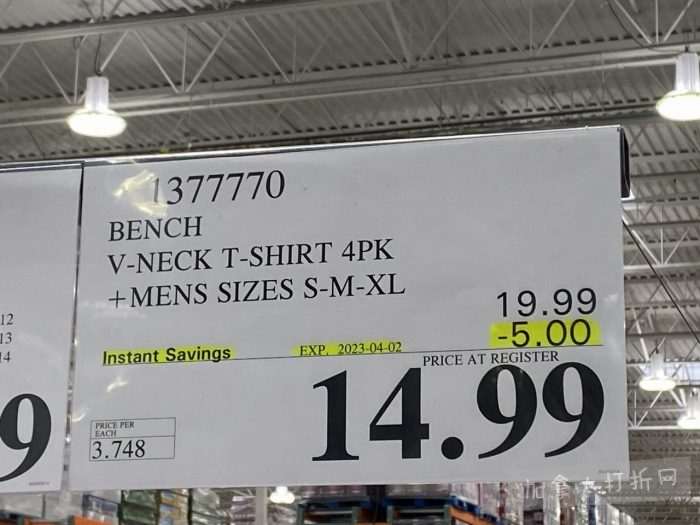 1377770
BENCH
V-NECK T-SHIRT 4PK
+MENS SIZES S-M-XL
19.99
-5.00
Instant Savings
EXP. 2023-04-02
PRICE AT REGISTER
14.99
PRICE PER
EACH
3.748
12
13
14
9
加拿大打折网